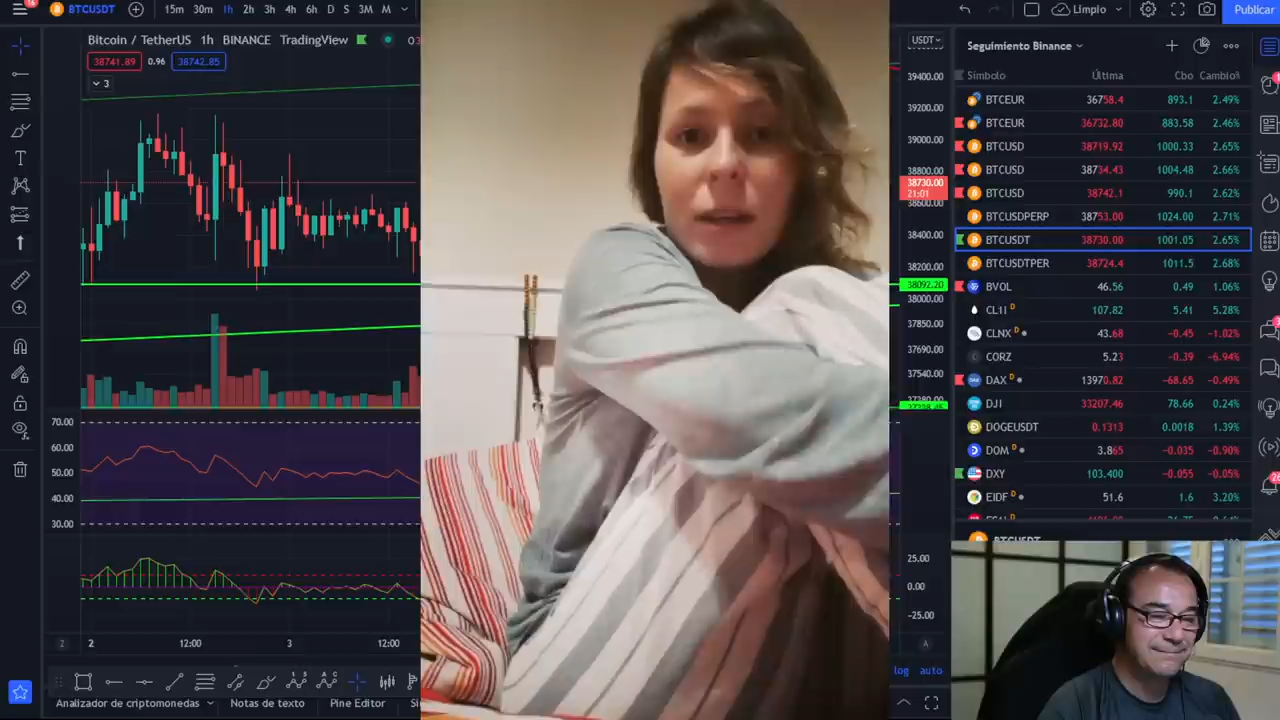 16
BTCUSDT
15m 30m 1h 2h 3h 4h 6h D S 3M M
Limpio
Publicar
Bitcoin / TetherUS 1h BINANCE TradingView
38741.89 0.96 38742.85
3
USDT
39400.00
39200.00
39000.00
38800.00
38730.00
21:01
38600.00
38400.00
38200.00
38092.20
38000.00
37850.00
37690.00
37540.00
70.00
60.00
50.00
40.00
30.00
25.00
0.00
−25.00
Z
2 12:00 3 12:00
A
log auto
Analizador de criptomonedas Notas de texto Pine Editor
Seguimiento Binance
Símbolo Última Cbo Cambio%
BTCEUR 36758.4 893.1 2.49%
BTCEUR 36732.80 883.58 2.46%
BTCUSD 38719.92 1000.33 2.65%
BTCUSD 38734.43 1004.48 2.66%
BTCUSD 38742.1 990.1 2.62%
BTCUSDPERP 38753.00 1024.00 2.71%
BTCUSDT 38730.00 1001.05 2.65%
BTCUSDTPER 38724.4 1011.5 2.68%
BVOL 46.56 0.49 1.06%
CL1! D 107.82 5.41 5.28%
CLNX D 43.68 −0.45 −1.02%
CORZ 5.23 −0.39 −6.94%
DAX D 13970.82 −68.65 −0.49%
DJI 33207.46 78.66 0.24%
DOGEUSDT 0.1313 0.0018 1.39%
DOM D 3.865 −0.035 −0.90%
DXY 103.400 −0.055 −0.05%
EIDF D 51.6 1.6 3.20%
BTCUSDT